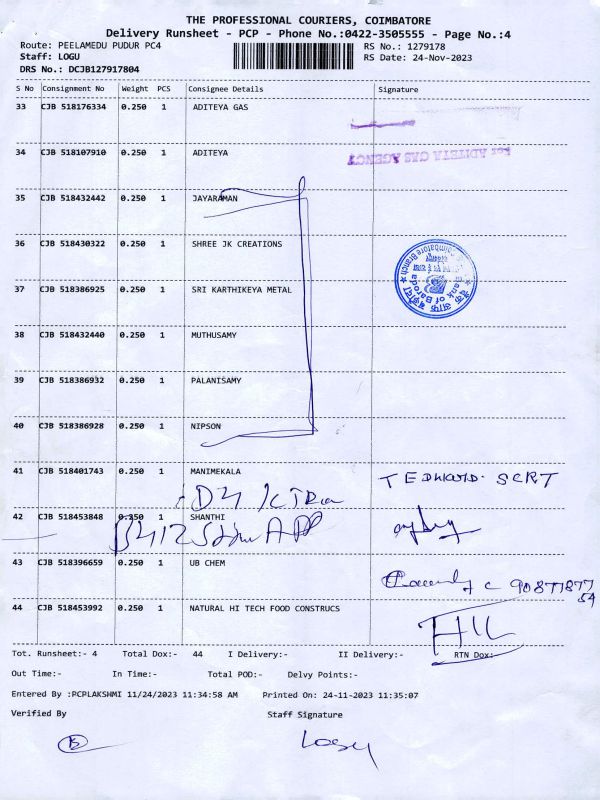 THE PROFESSIONAL COURIERS, COIMBATORE
Delivery Runsheet - PCP - Phone No.:0422-3505555 - Page No.:4
Route: PEELAMEDU PUDUR PC4 RS No.: 1279178
Staff: LOGU RS Date: 24-Nov-2023
DRS No.: DCJB127917804
S No Consignment No Weight PCS Consignee Details Signature
33 CJB 518176334 0.250 1 ADITEYA GAS
34 CJB 518107910 0.250 1 ADITEYA
For ADITEYA GAS AGENCY
35 CJB 518432442 0.250 1 JAYARAMAN
36 CJB 518430322 0.250 1 SHREE JK CREATIONS
Bank of Baroda
37 CJB 518386925 0.250 1 SRI KARTHIKEYA METAL
38 CJB 518432440 0.250 1 MUTHUSAMY
39 CJB 518386932 0.250 1 PALANISAMY
40 CJB 518386928 0.250 1 NIPSON
41 CJB 518401743 0.250 1 MANIMEKALA
42 CJB 518453848 0.250 1 SHANTHI
43 CJB 518396659 0.250 1 UB CHEM
44 CJB 518453992 0.250 1 NATURAL HI TECH FOOD CONSTRUCS
Tot. Runsheet:- 4 Total Dox:- 44 I Delivery:- II Delivery:- RTN Dox:
Out Time:- In Time:- Total POD:- Delvy Points:-
Entered By :PCPLAKSHMI 11/24/2023 11:34:58 AM Printed On: 24-11-2023 11:35:07
Verified By Staff Signature
Logu